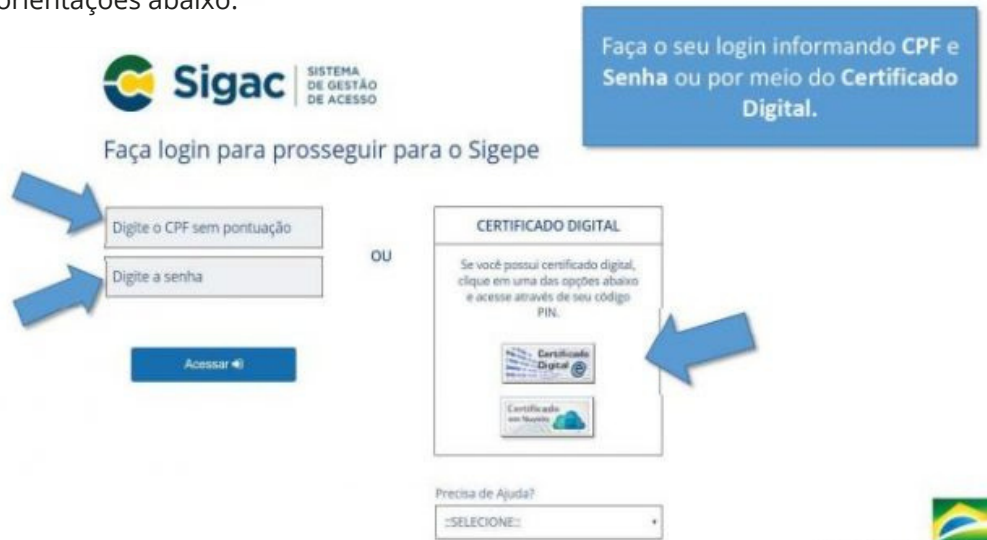 orientações abaixo:
Faça o seu login informando CPF e
Senha ou por meio do Certificado
Digital.
Sigac
SISTEMA
DE GESTÃO
DE ACESSO
Faça login para prosseguir para o Sigepe
Digite o CPF sem pontuação
Digite a senha
Acessar
OU
CERTIFICADO DIGITAL
Se você possui certificado digital,
clique em uma das opções abaixo
e acesse através de seu código
PIN.
Certificado
Digital
Certificado
em Nuvem
Precisa de Ajuda?
::SELECIONE::